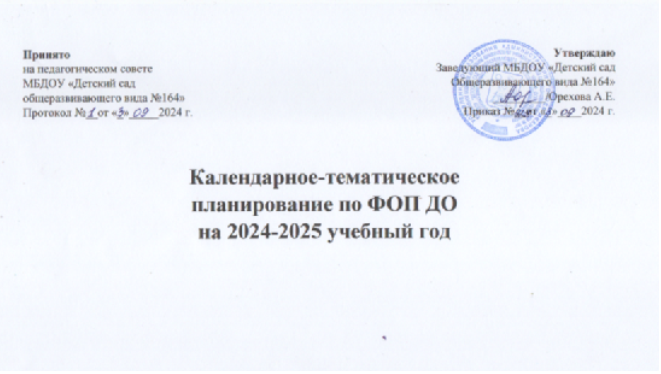 Принято
на педагогическом совете
МБДОУ «Детский сад
общеразвивающего вида №164»
Протокол №1 от «3» 09 2024 г.
Утверждаю
Заведующий МБДОУ «Детский сад
Общеразвивающего вида №164»
/Орехова А.Е.
Приказ № от « » 09 2024 г.
Календарное-тематическое
планирование по ФОП ДО
на 2024-2025 учебный год